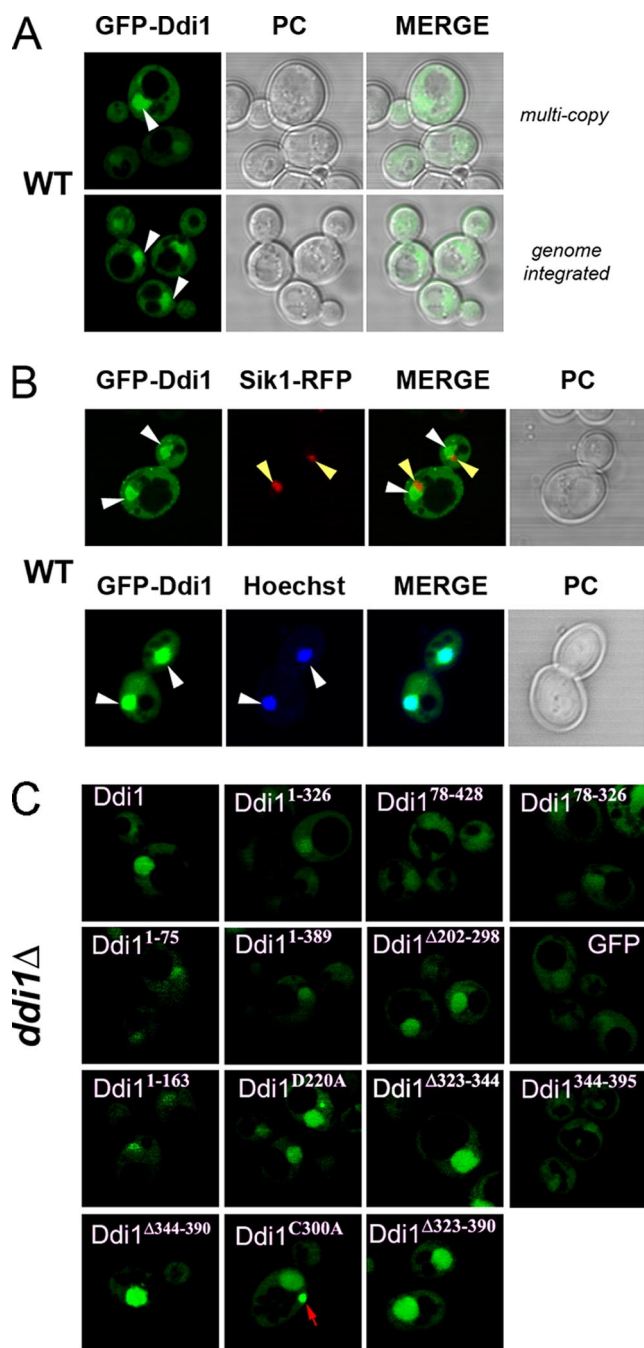 A
GFP-Ddi1 PC MERGE
multi-copy
WT
genome
integrated
B
GFP-Ddi1 Sik1-RFP MERGE PC
WT
GFP-Ddi1 Hoechst MERGE PC
C
Ddi1 Ddi1 1-326 Ddi1 78-428 Ddi1 78-326
Ddi1 1-75 Ddi1 1-389 Ddi1 Δ202-298 GFP
ddi1Δ
Ddi1 1-163 Ddi1 D220A Ddi1 Δ323-344 Ddi1 344-395
Ddi1 Δ344-390 Ddi1 C300A Ddi1 Δ323-390